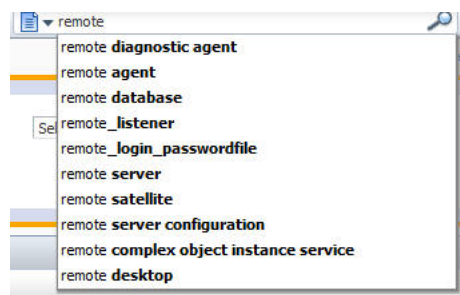 remote
remote diagnostic agent
remote agent
remote database
Sel
remote_listener
remote_login_passwordfile
remote server
remote satellite
remote server configuration
remote complex object instance service
remote desktop